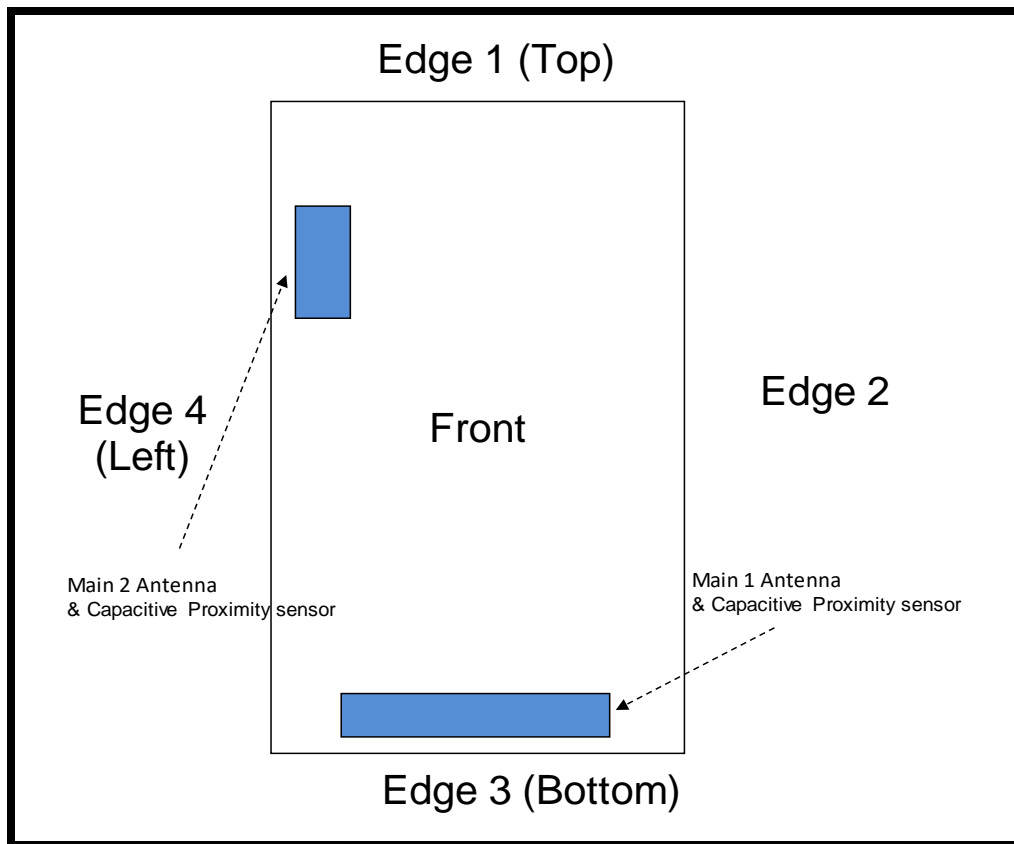 Edge 1 (Top)
Edge 2
Edge 4
(Left)
Front
Main 2 Antenna
& Capacitive Proximity sensor
Main 1 Antenna
& Capacitive Proximity sensor
Edge 3 (Bottom)